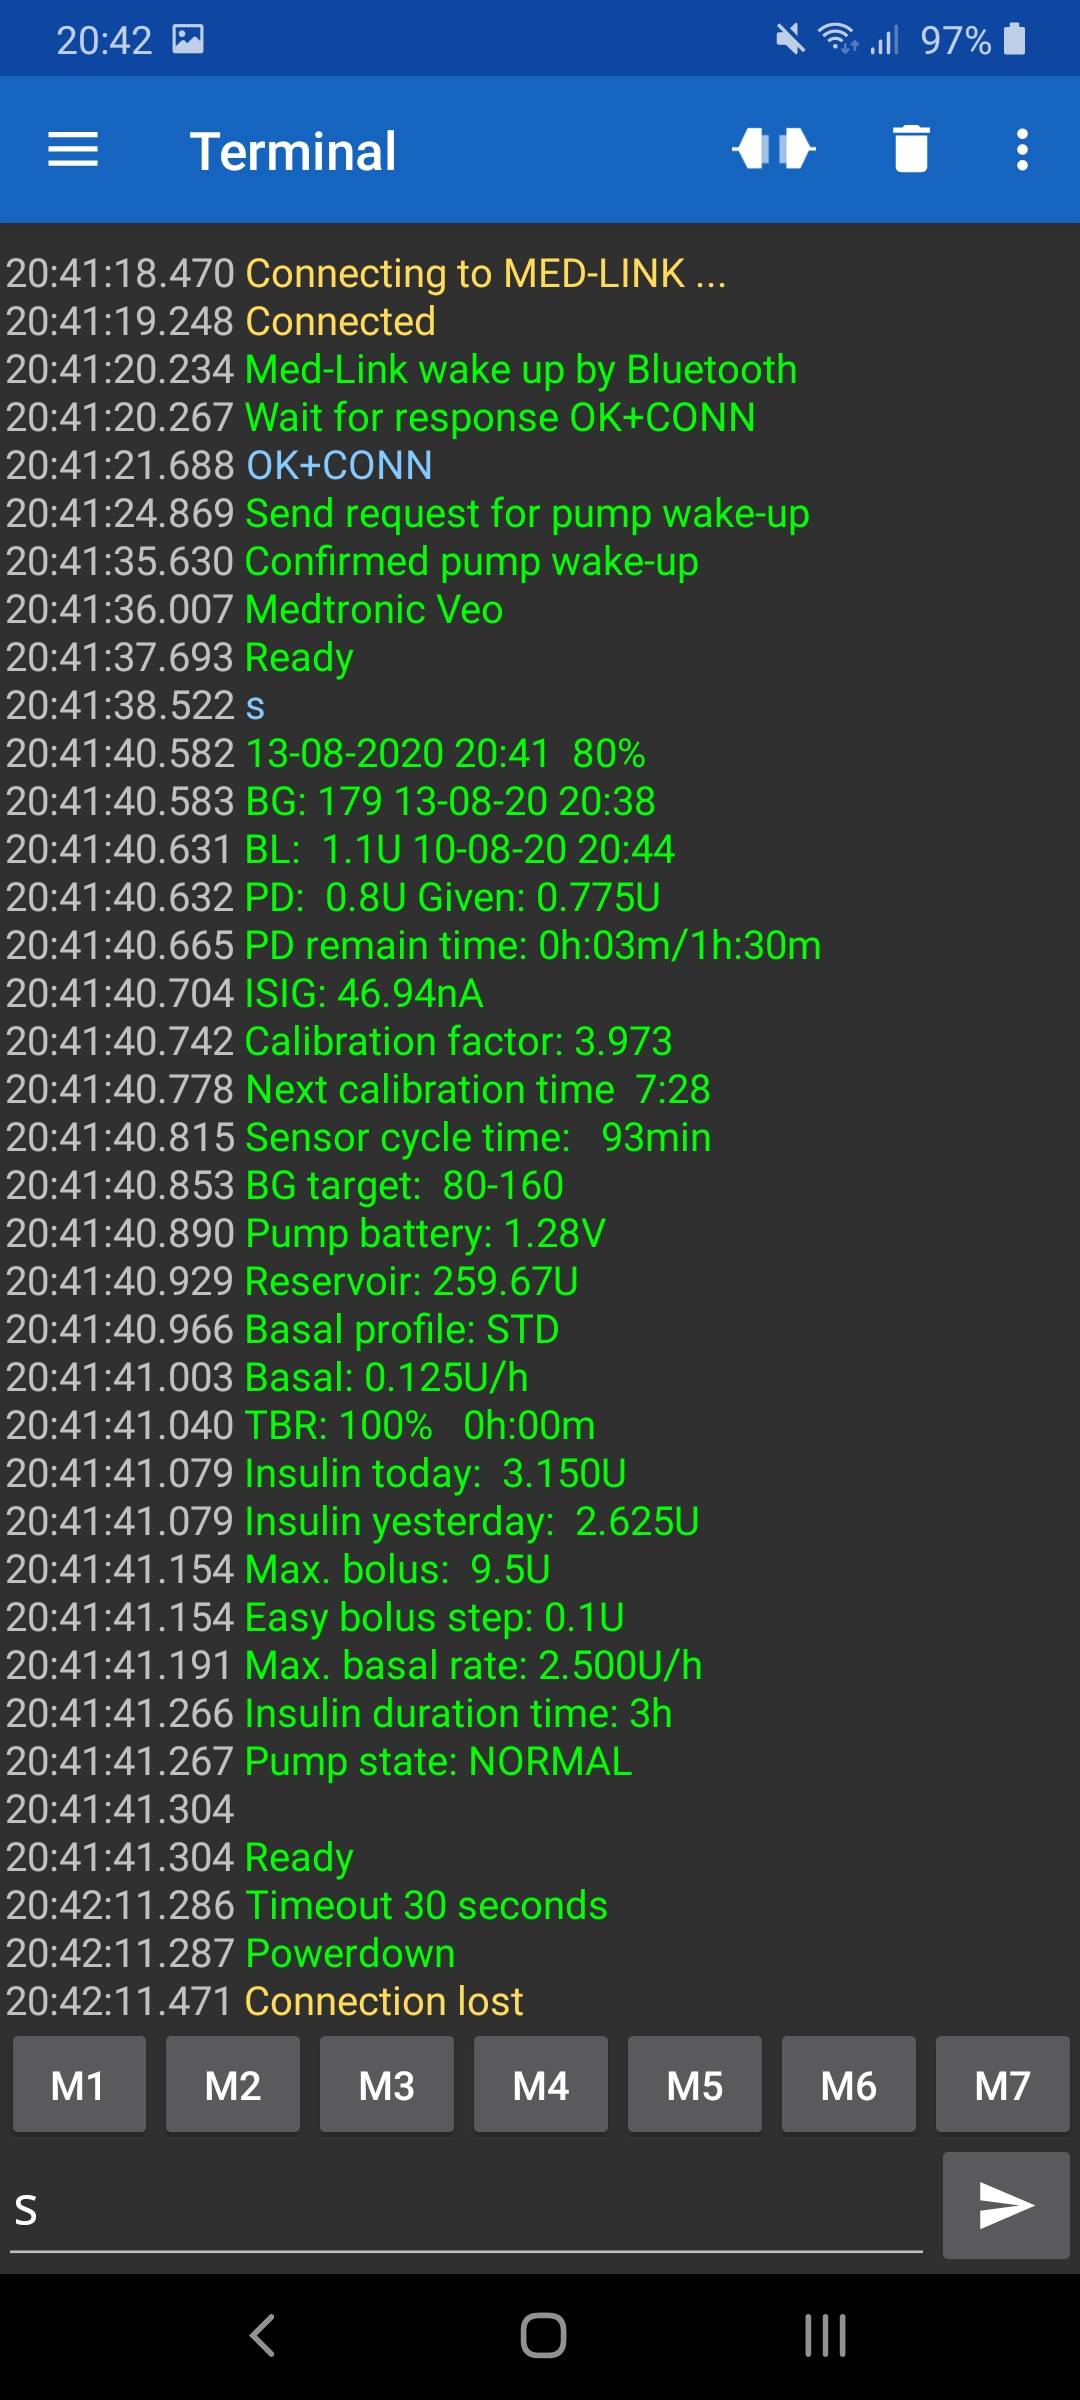 20:42 97%
Terminal
20:41:18.470 Connecting to MED-LINK ...
20:41:19.248 Connected
20:41:20.234 Med-Link wake up by Bluetooth
20:41:20.267 Wait for response OK+CONN
20:41:21.688 OK+CONN
20:41:24.869 Send request for pump wake-up
20:41:35.630 Confirmed pump wake-up
20:41:36.007 Medtronic Veo
20:41:37.693 Ready
20:41:38.522 s
20:41:40.582 13-08-2020 20:41  80%
20:41:40.583 BG: 179 13-08-20 20:38
20:41:40.631 BL:  1.1U 10-08-20 20:44
20:41:40.632 PD:  0.8U Given: 0.775U
20:41:40.665 PD remain time: 0h:03m/1h:30m
20:41:40.704 ISIG: 46.94nA
20:41:40.742 Calibration factor: 3.973
20:41:40.778 Next calibration time  7:28
20:41:40.815 Sensor cycle time:   93min
20:41:40.853 BG target:  80-160
20:41:40.890 Pump battery: 1.28V
20:41:40.929 Reservoir: 259.67U
20:41:40.966 Basal profile: STD
20:41:41.003 Basal: 0.125U/h
20:41:41.040 TBR: 100%   0h:00m
20:41:41.079 Insulin today:  3.150U
20:41:41.079 Insulin yesterday:  2.625U
20:41:41.154 Max. bolus:  9.5U
20:41:41.154 Easy bolus step: 0.1U
20:41:41.191 Max. basal rate: 2.500U/h
20:41:41.266 Insulin duration time: 3h
20:41:41.267 Pump state: NORMAL
20:41:41.304
20:41:41.304 Ready
20:42:11.286 Timeout 30 seconds
20:42:11.287 Powerdown
20:42:11.471 Connection lost
M1 M2 M3 M4 M5 M6 M7
s